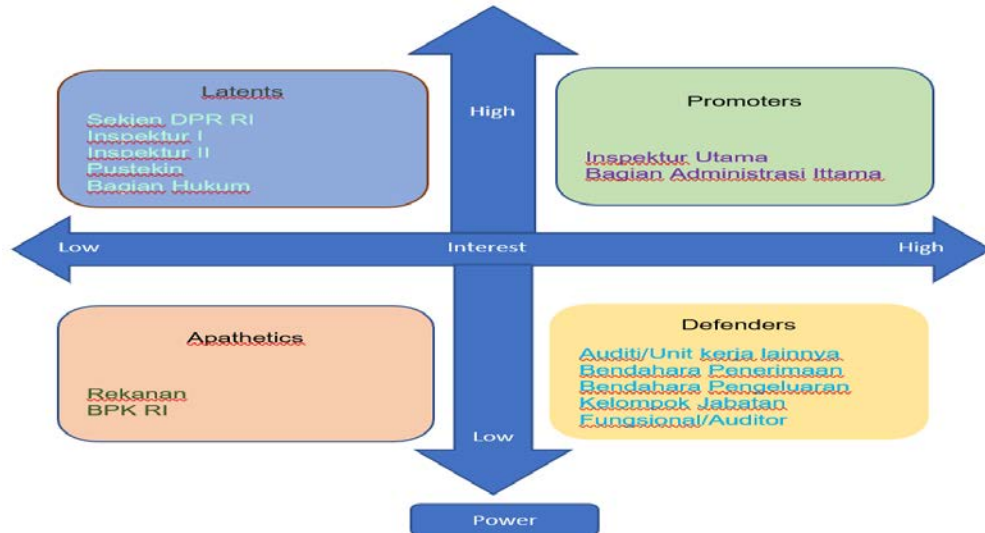 Latents
Sekjen DPR RI
Inspektur I
Inspektur II
Pustekin
Bagian Hukum
High
Promoters
Inspektur Utama
Bagian Administrasi Ittama
Low
Interest
High
Apathetics
Rekanan
BPK RI
Low
Defenders
Auditi/Unit kerja lainnya
Bendahara Penerimaan
Bendahara Pengeluaran
Kelompok Jabatan
Fungsional/Auditor
Power